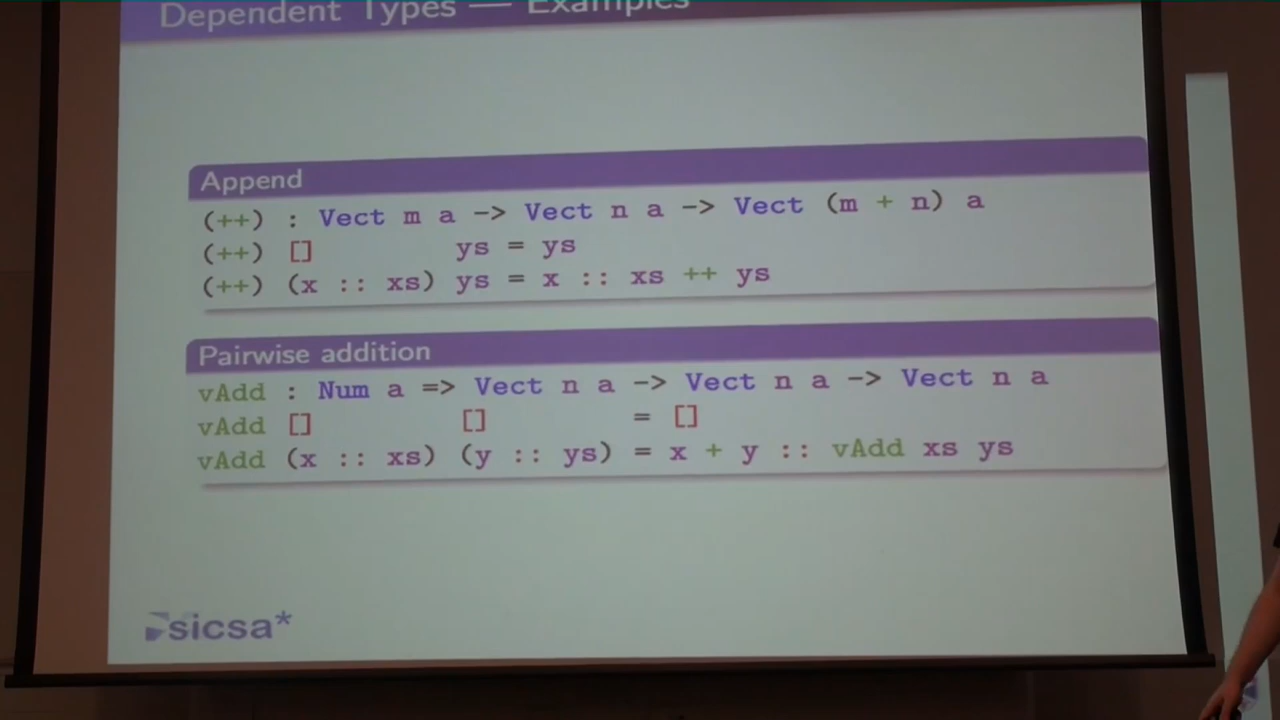 Dependent Types — Examples
Append
(++) : Vect m a -> Vect n a -> Vect (m + n) a
(++) []        ys = ys
(++) (x :: xs) ys = x :: xs ++ ys
Pairwise addition
vAdd : Num a => Vect n a -> Vect n a -> Vect n a
vAdd []        []        = []
vAdd (x :: xs) (y :: ys) = x + y :: vAdd xs ys
sicsa*